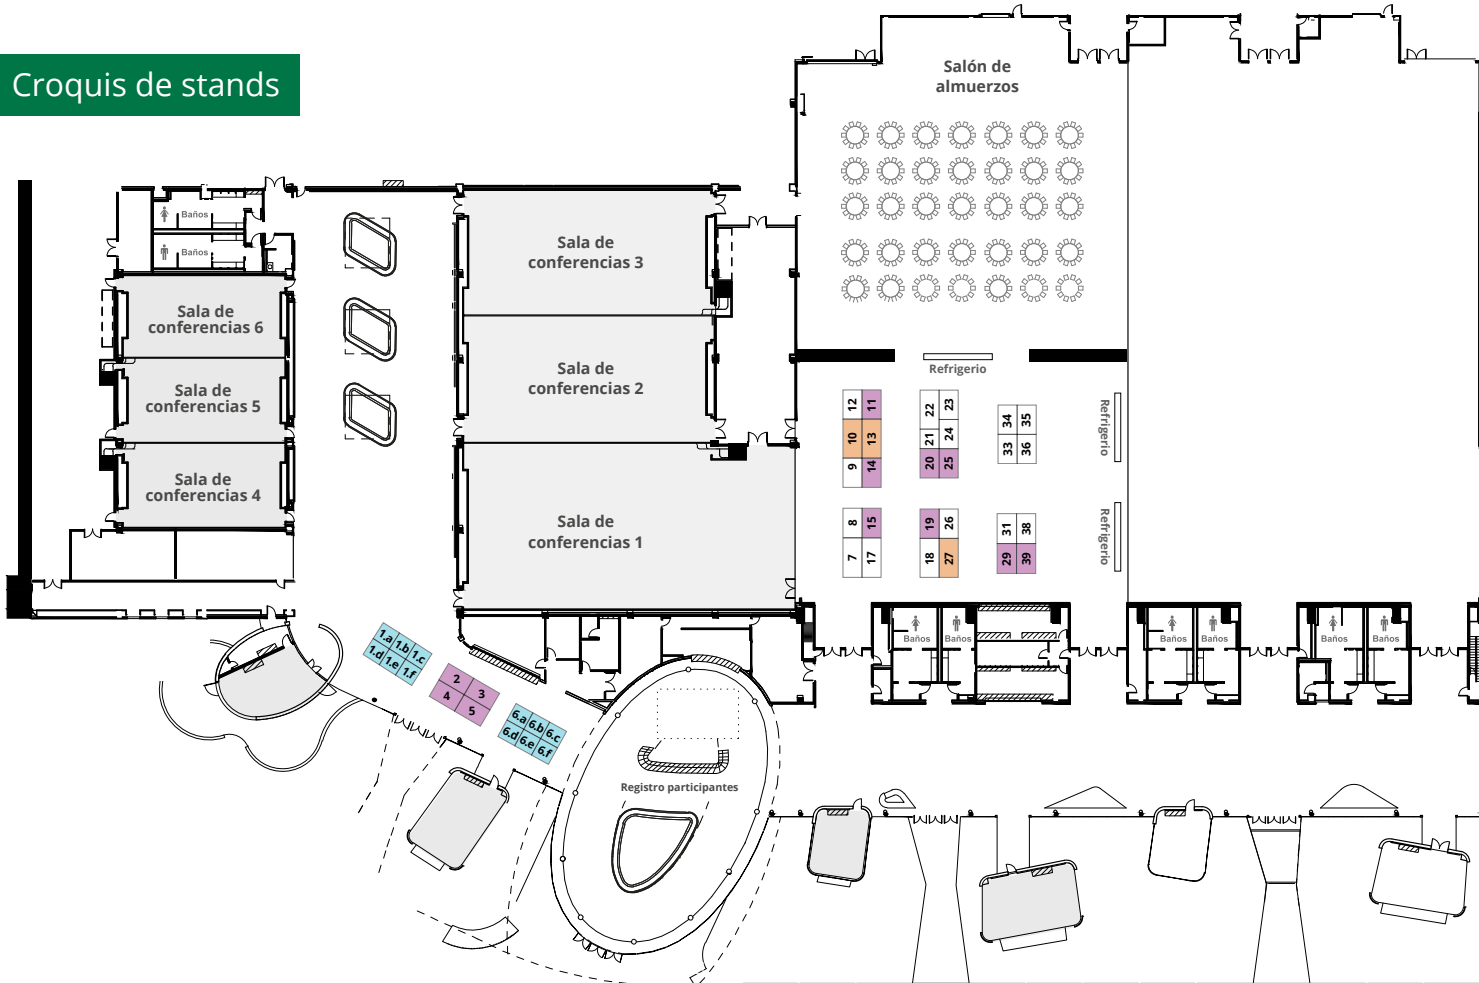 Croquis de stands
Salón de
almuerzos
Baños
Baños
Sala de
conferencias 6
Sala de
conferencias 5
Sala de
conferencias 4
Sala de
conferencias 3
Sala de
conferencias 2
Sala de
conferencias 1
Refrigerio
Refrigerio
Refrigerio
12 11
10 13
9 14
8 15
7 17
22 23
21 24
20 25
19 26
18 27
34 35
33 36
31 38
29 39
1.a 1.b 1.c
1.d 1.e 1.f
2 3
4 5
6.a 6.b 6.c
6.d 6.e 6.f
Baños
Baños
Baños
Baños
Baños
Baños
Registro participantes